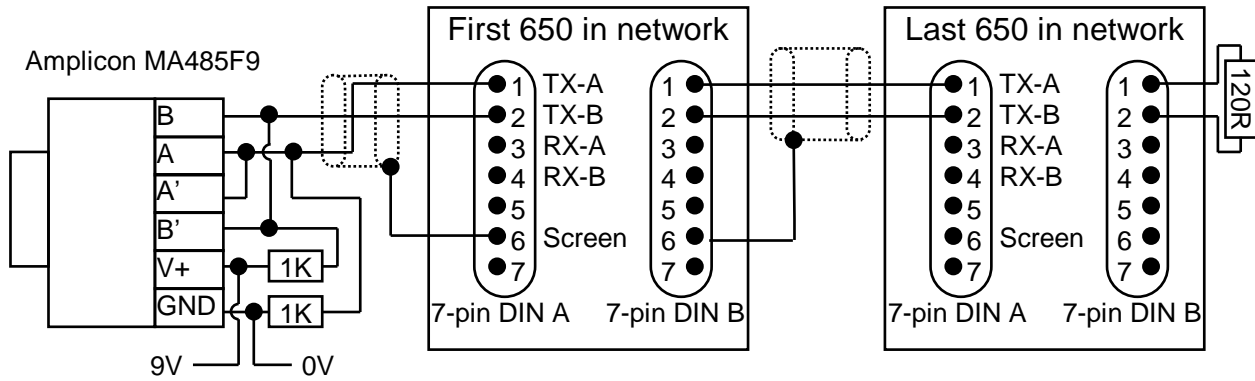 Amplicon MA485F9
B
A
A’
B’
V+
GND
1K
1K
9V
0V
First 650 in network
1 TX-A
2 TX-B
3 RX-A
4 RX-B
5
6 Screen
7
7-pin DIN A
1
2
3
4
5
6
7
7-pin DIN B
Last 650 in network
1 TX-A
2 TX-B
3 RX-A
4 RX-B
5
6 Screen
7
7-pin DIN A
1
2
3
4
5
6
7
7-pin DIN B
120R